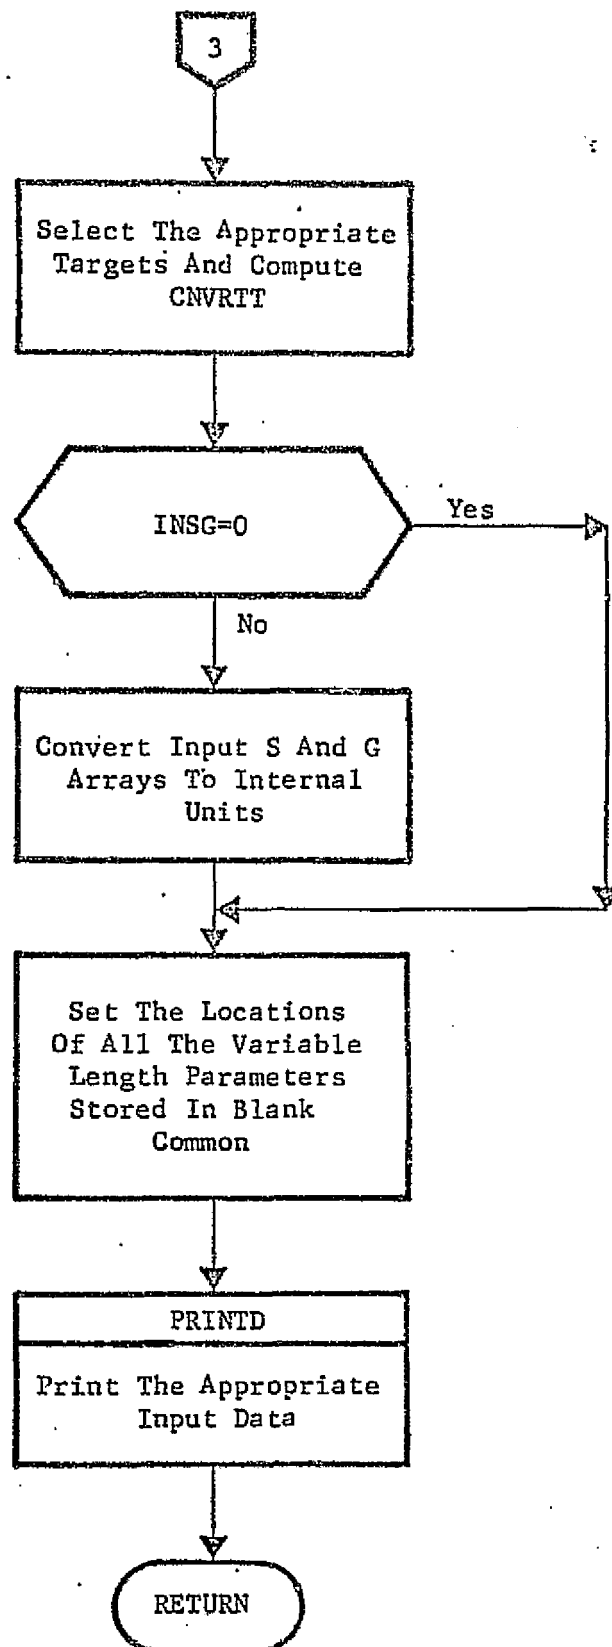 3
Select The Appropriate
Targets And Compute
CNVRTT
INSG=0
Yes
No
Convert Input S And G
Arrays To Internal
Units
Set The Locations
Of All The Variable
Length Parameters
Stored In Blank
Common
PRINTD
Print The Appropriate
Input Data
RETURN